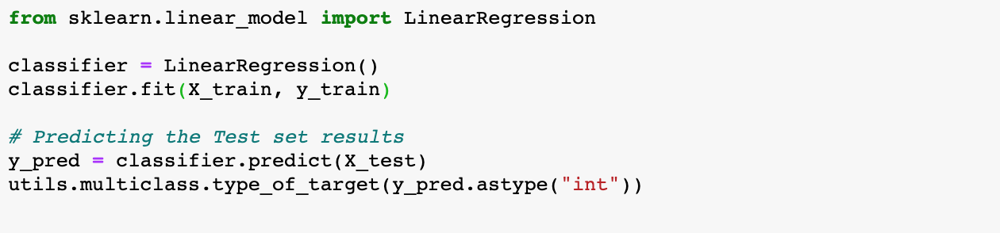 from sklearn.linear_model import LinearRegression
classifier = LinearRegression()
classifier.fit(X_train, y_train)
# Predicting the Test set results
y_pred = classifier.predict(X_test)
utils.multiclass.type_of_target(y_pred.astype("int"))